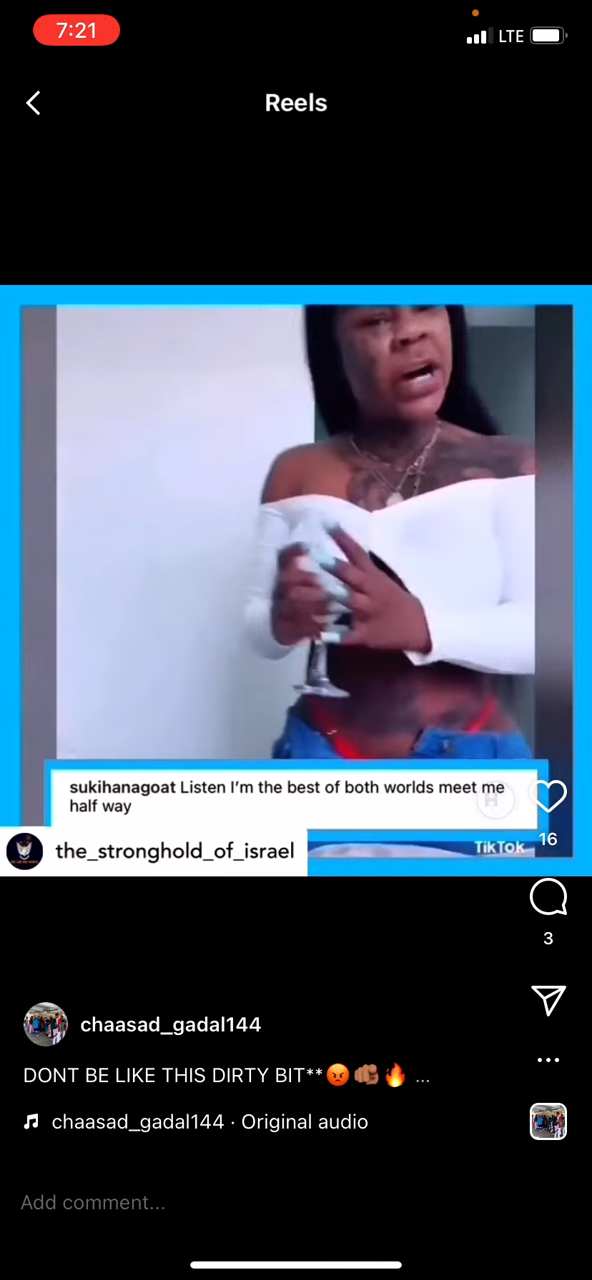 7:21
LTE
Reels
sukihanagoat Listen I'm the best of both worlds meet me
half way
H
the_stronghold_of_israel
TikTok
16
3
chaasad_gadal144
DONT BE LIKE THIS DIRTY BIT**😡🫵🏾🔥 ...
chaasad_gadal144 · Original audio
Add comment...